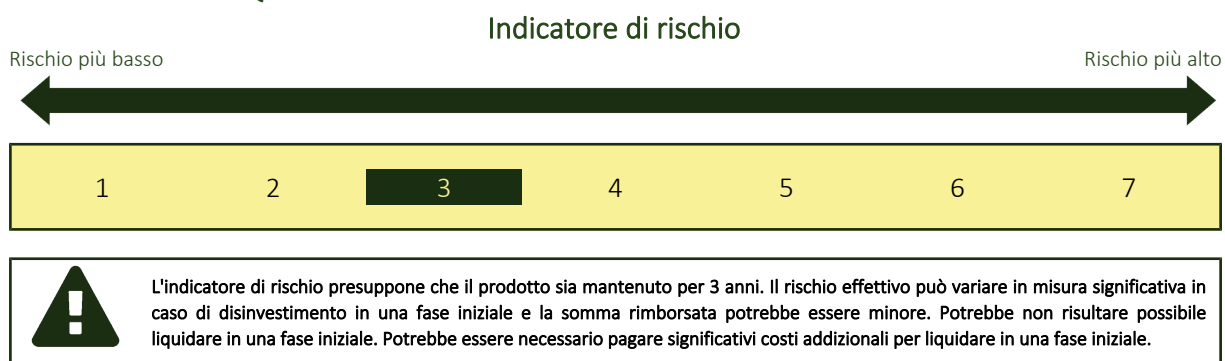 Indicatore di rischio
Rischio più basso
Rischio più alto
1 2 3 4 5 6 7
L'indicatore di rischio presuppone che il prodotto sia mantenuto per 3 anni. Il rischio effettivo può variare in misura significativa in
caso di disinvestimento in una fase iniziale e la somma rimborsata potrebbe essere minore. Potrebbe non risultare possibile
liquidare in una fase iniziale. Potrebbe essere necessario pagare significativi costi addizionali per liquidare in una fase iniziale.